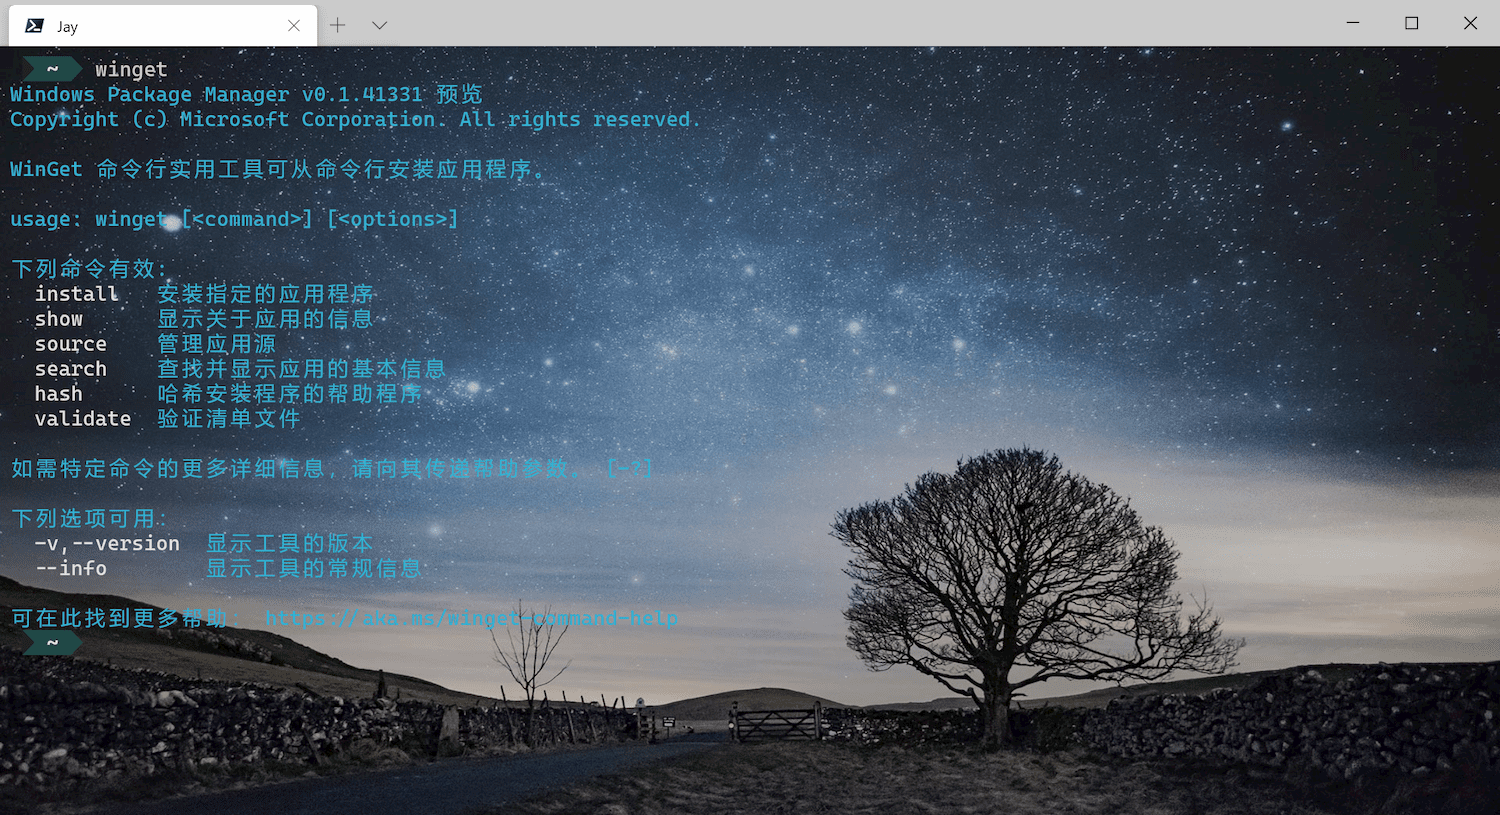 Jay
~ winget
Windows Package Manager v0.1.41331 预览
Copyright (c) Microsoft Corporation. All rights reserved.
WinGet 命令行实用工具可从命令行安装应用程序。
usage: winget [<command>] [<options>]
下列命令有效:
install 安装指定的应用程序
show 显示关于应用的信息
source 管理应用源
search 查找并显示应用的基本信息
hash 哈希安装程序的帮助程序
validate 验证清单文件
如需特定命令的更多详细信息, 请向其传递帮助参数。 [-?]
下列选项可用:
-v,--version 显示工具的版本
--info 显示工具的常规信息
可在此找到更多帮助: https://aka.ms/winget-command-help
~